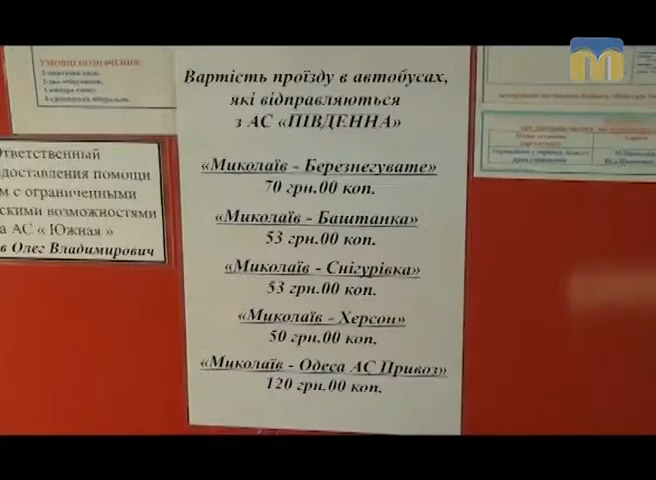 УМОВНІ ПОЗНАЧЕННЯ:
Вартість проїзду в автобусах,
які відправляються
з АС «ПІВДЕННА»
«Миколаїв - Березнегувате»
70 грн.00 коп.
«Миколаїв - Баштанка»
53 грн.00 коп.
«Миколаїв - Снігурівка»
53 грн.00 коп.
«Миколаїв - Херсон»
50 грн.00 коп.
«Миколаїв - Одеса АС Привоз»
120 грн.00 коп.
ОТВЕТСТВЕННЫЙ
помощи
с ограниченными
возможностями
АС « Южная »
Олег Владимирович